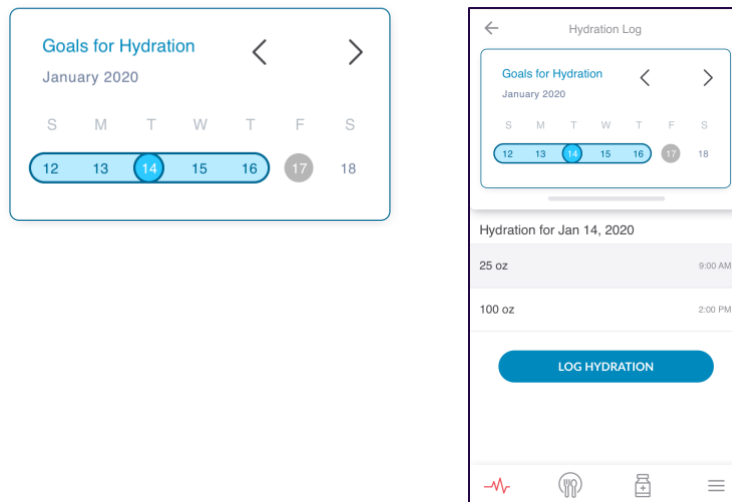 Goals for Hydration
January 2020
S M T W T F S
12 13 14 15 16 17 18
Hydration Log
Goals for Hydration
January 2020
S M T W T F S
12 13 14 15 16 17 18
Hydration for Jan 14, 2020
25 oz 9:00 AM
100 oz 2:00 PM
LOG HYDRATION